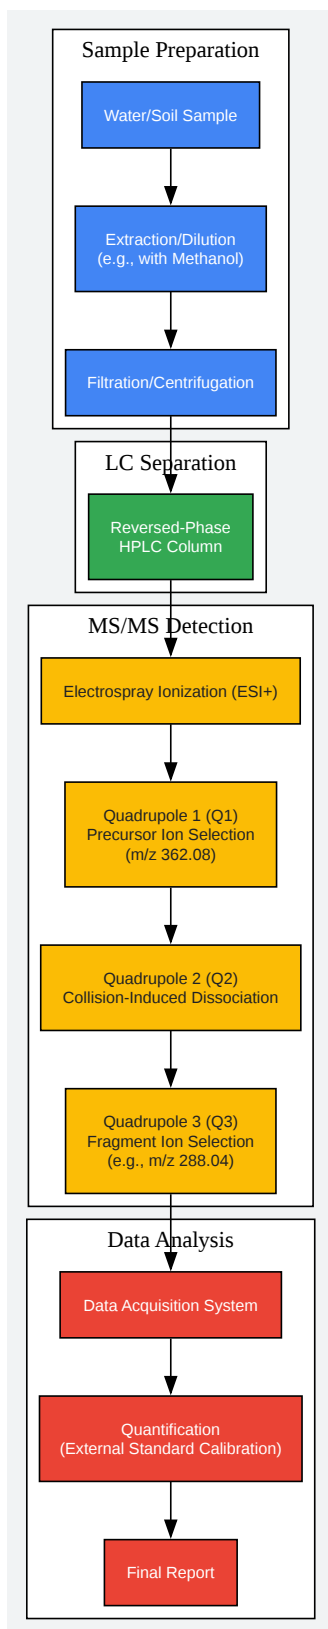 Sample Preparation
Water/Soil Sample
Extraction/Dilution
(e.g., with Methanol)
Filtration/Centrifugation
LC Separation
Reversed-Phase
HPLC Column
MS/MS Detection
Electrospray Ionization (ESI+)
Quadrupole 1 (Q1)
Precursor Ion Selection
(m/z 362.08)
Quadrupole 2 (Q2)
Collision-Induced Dissociation
Quadrupole 3 (Q3)
Fragment Ion Selection
(e.g., m/z 288.04)
Data Analysis
Data Acquisition System
Quantification
(External Standard Calibration)
Final Report